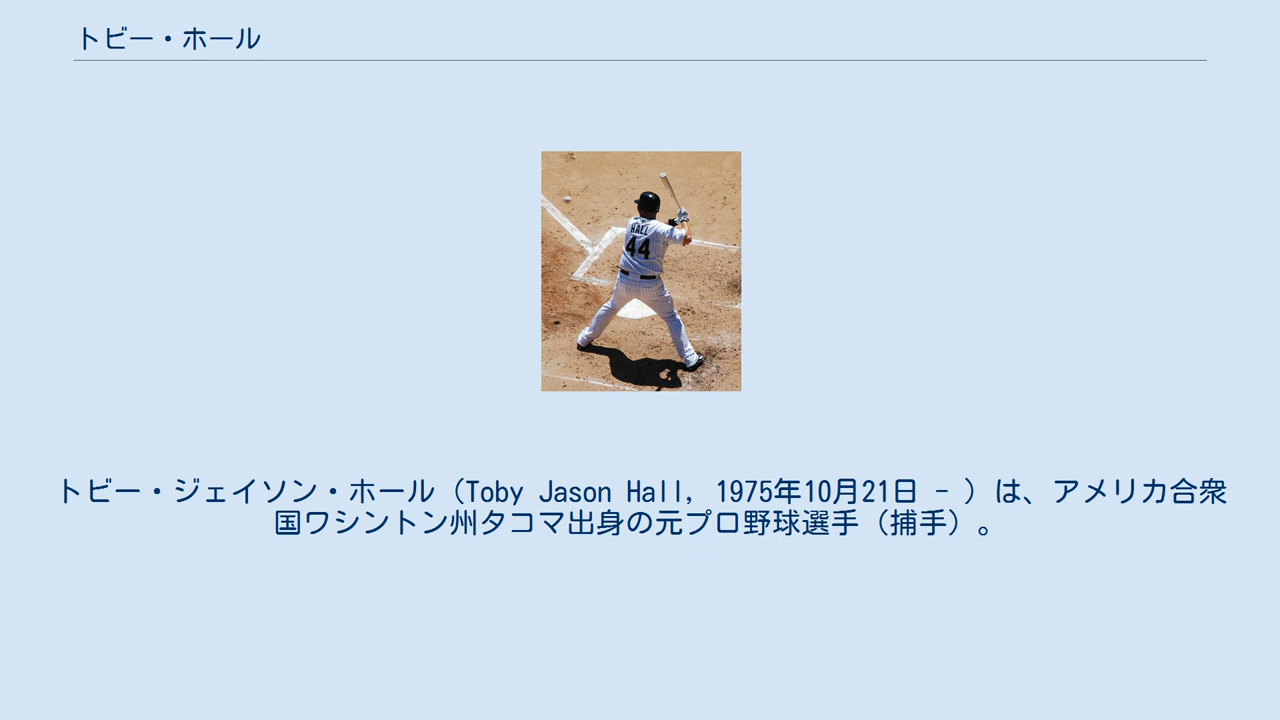 トビー・ホール
HALL
44
トビー・ジェイソン・ホール（Toby Jason Hall, 1975年10月21日 - ）は、アメリカ合衆
国ワシントン州タコマ出身の元プロ野球選手（捕手）。